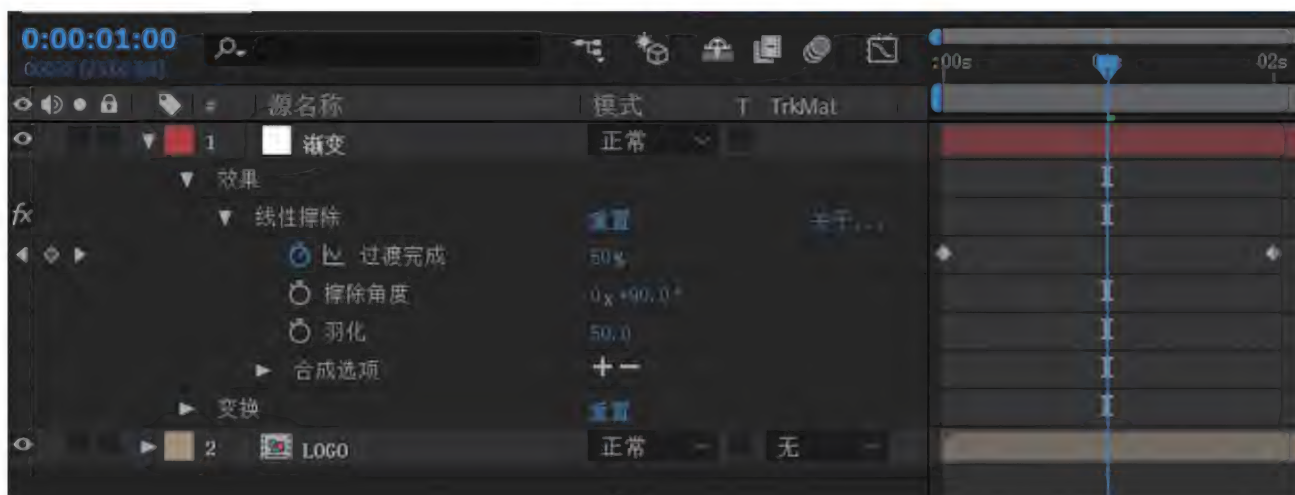 0:00:01:00
:00s 02s
# 源名称 模式 T TrkMat
1 渐变 正常
效果
fx 线性擦除 重置 关于...
过渡完成 50%
擦除角度 0x+90.0°
羽化 50.0
合成选项 +-
变换 重置
2 LOGO 正常 无